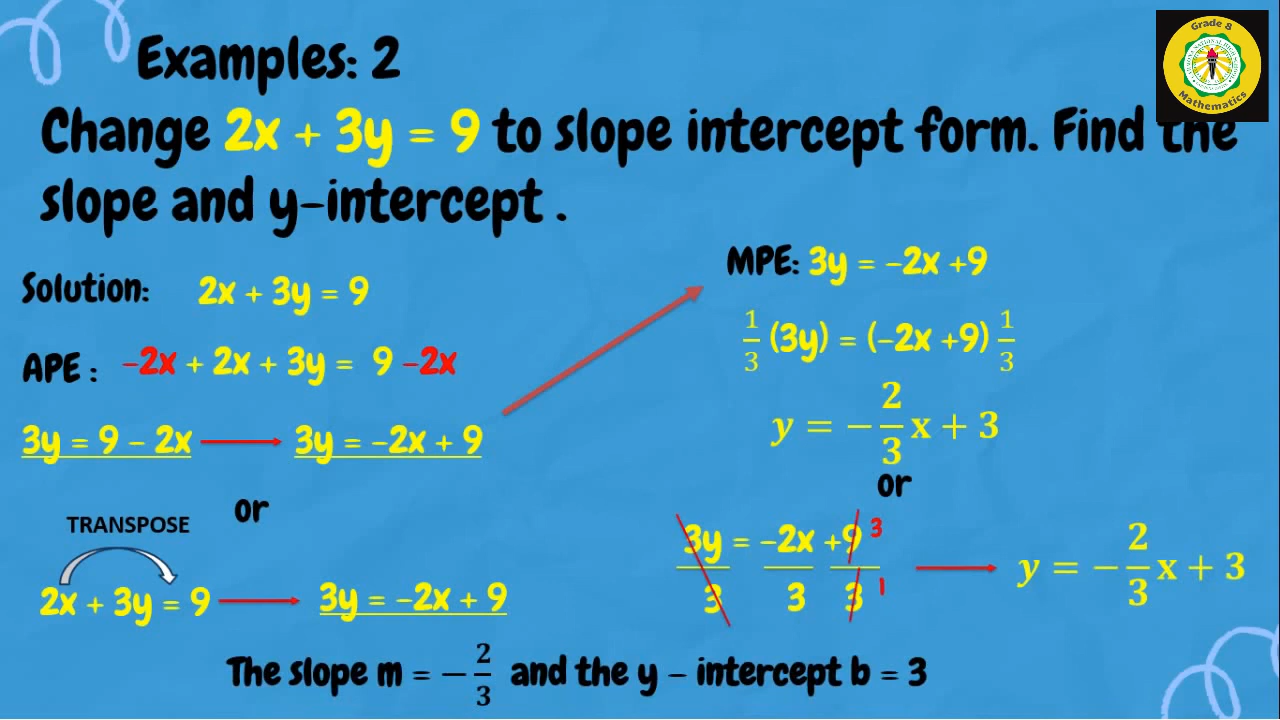 Examples: 2
Grade 8
Mathematics
Change 2x + 3y = 9 to slope intercept form. Find the
slope and y-intercept .
Solution: 2x + 3y = 9
APE : -2x + 2x + 3y = 9 -2x
3y = 9 - 2x → 3y = -2x + 9
or
TRANSPOSE
2x + 3y = 9 → 3y = -2x + 9
MPE: 3y = -2x +9
1/3 (3y) = (-2x +9) 1/3
y = -2/3 x + 3
or
3y = -2x +9 3
3 3 3 1
→ y = -2/3 x + 3
The slope m = -2/3 and the y - intercept b = 3